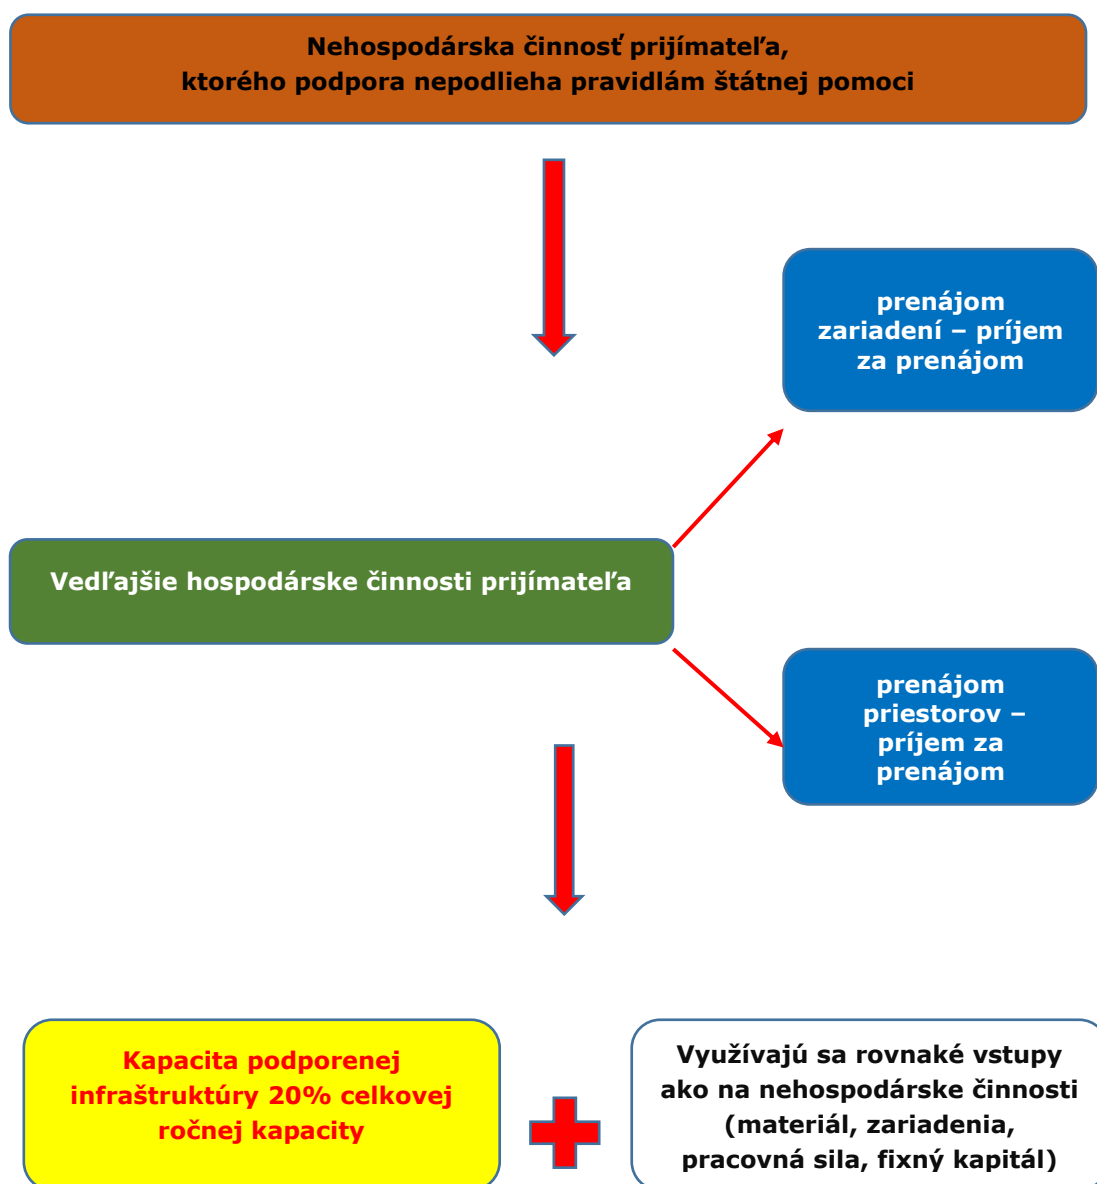 Nehospodárska činnosť prijímateľa,
ktorého podpora nepodlieha pravidlám štátnej pomoci
prenájom
zariadení – príjem
za prenájom
Vedľajšie hospodárske činnosti prijímateľa
prenájom
priestorov –
príjem za
prenájom
Kapacita podporenej
infraštruktúry 20% celkovej
ročnej kapacity
Využívajú sa rovnaké vstupy
ako na nehospodárske činnosti
(materiál, zariadenia,
pracovná sila, fixný kapitál)